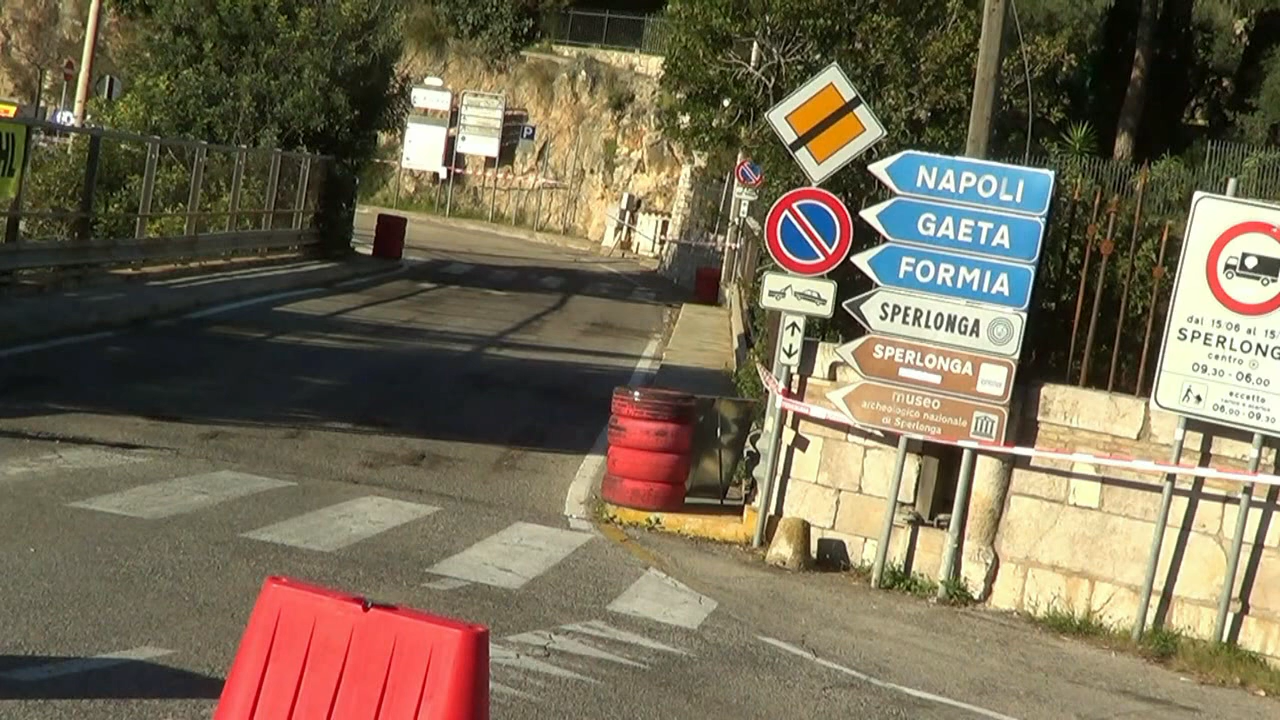 H!
P
NAPOLI
GAETA
FORMIA
SPERLONGA
SPERLONGA
museo
archeologico nazionale
di Sperlonga
dal 15/06 al 15/
SPERLONG
centro
09,30-06,00
eccetto
06,00-09,30